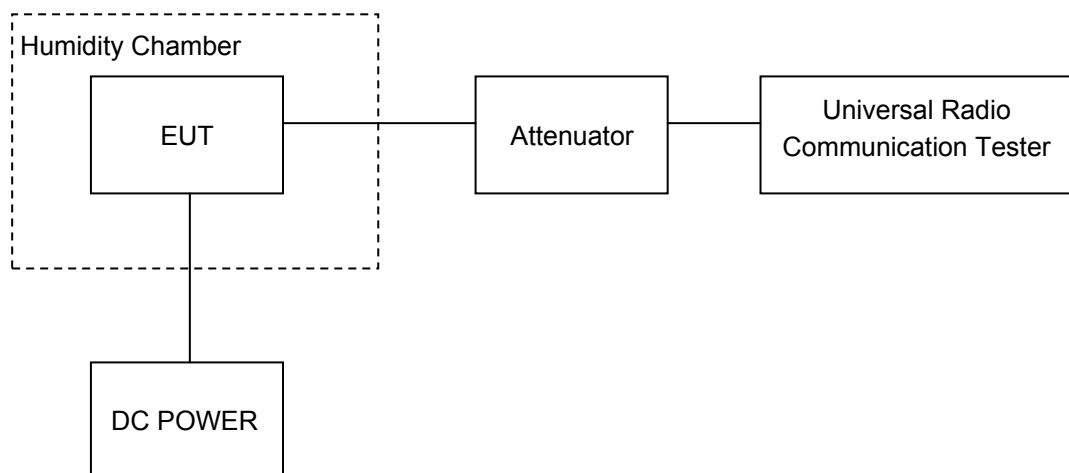 Humidity Chamber
EUT
Attenuator
Universal Radio
Communication Tester
DC POWER